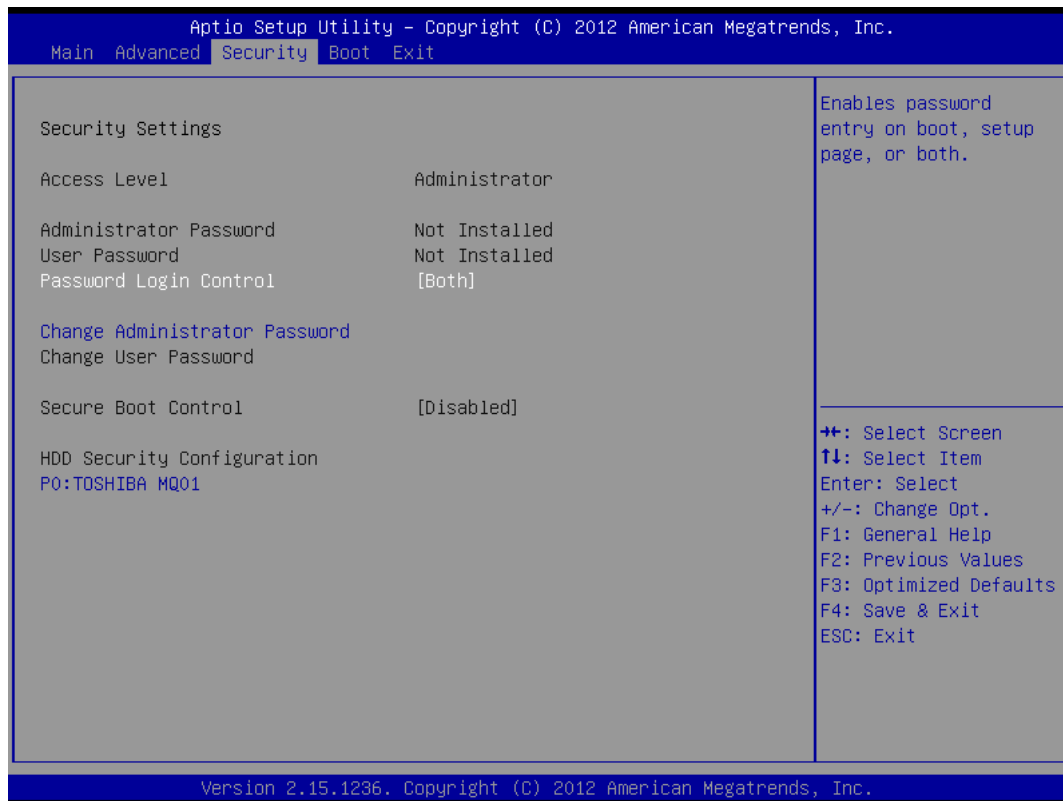 Aptio Setup Utility – Copyright (C) 2012 American Megatrends, Inc.
Main Advanced Security Boot Exit
Security Settings
Access Level Administrator
Administrator Password Not Installed
User Password Not Installed
Password Login Control [Both]
Change Administrator Password
Change User Password
Secure Boot Control [Disabled]
HDD Security Configuration
P0:TOSHIBA MQ01
Enables password
entry on boot, setup
page, or both.
→←: Select Screen
↑↓: Select Item
Enter: Select
+/-: Change Opt.
F1: General Help
F2: Previous Values
F3: Optimized Defaults
F4: Save & Exit
ESC: Exit
Version 2.15.1236. Copyright (C) 2012 American Megatrends, Inc.